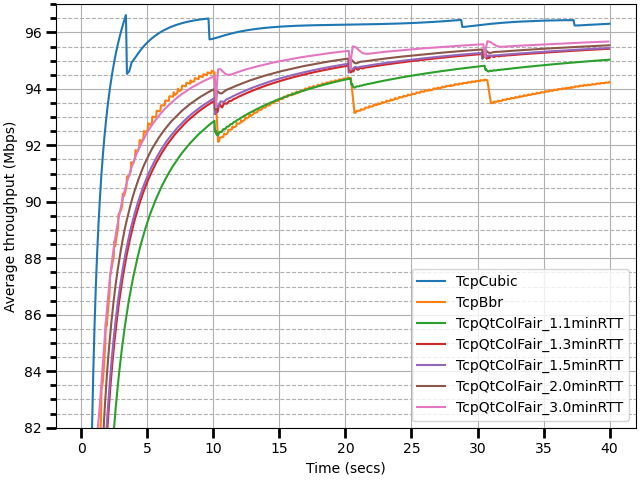 Average throughput (Mbps)
96
94
92
90
88
86
84
82
TcpCubic
TcpBbr
TcpQtColFair_1.1minRTT
TcpQtColFair_1.3minRTT
TcpQtColFair_1.5minRTT
TcpQtColFair_2.0minRTT
TcpQtColFair_3.0minRTT
0 5 10 15 20 25 30 35 40
Time (secs)